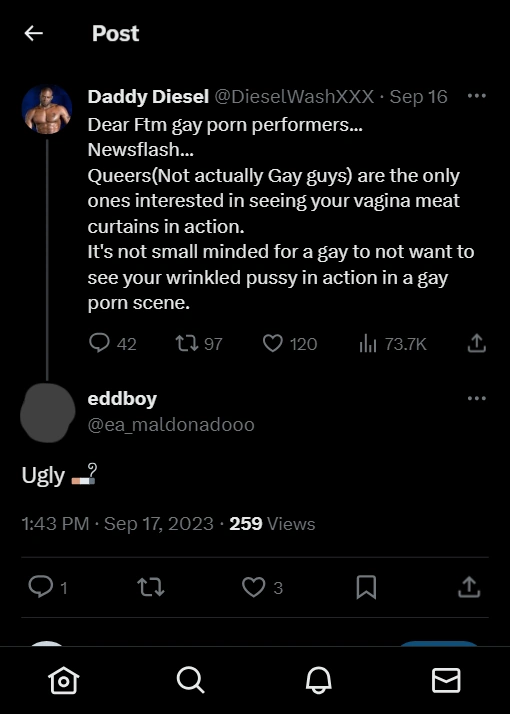 Post
Daddy Diesel @DieselWashXXX · Sep 16
Dear Ftm gay porn performers...
Newsflash...
Queers(Not actually Gay guys) are the only
ones interested in seeing your vagina meat
curtains in action.
It's not small minded for a gay to not want to
see your wrinkled pussy in action in a gay
porn scene.
42 97 120 73.7K
eddboy
@ea_maldonadooo
Ugly 🚬
1:43 PM · Sep 17, 2023 · 259 Views
1 3